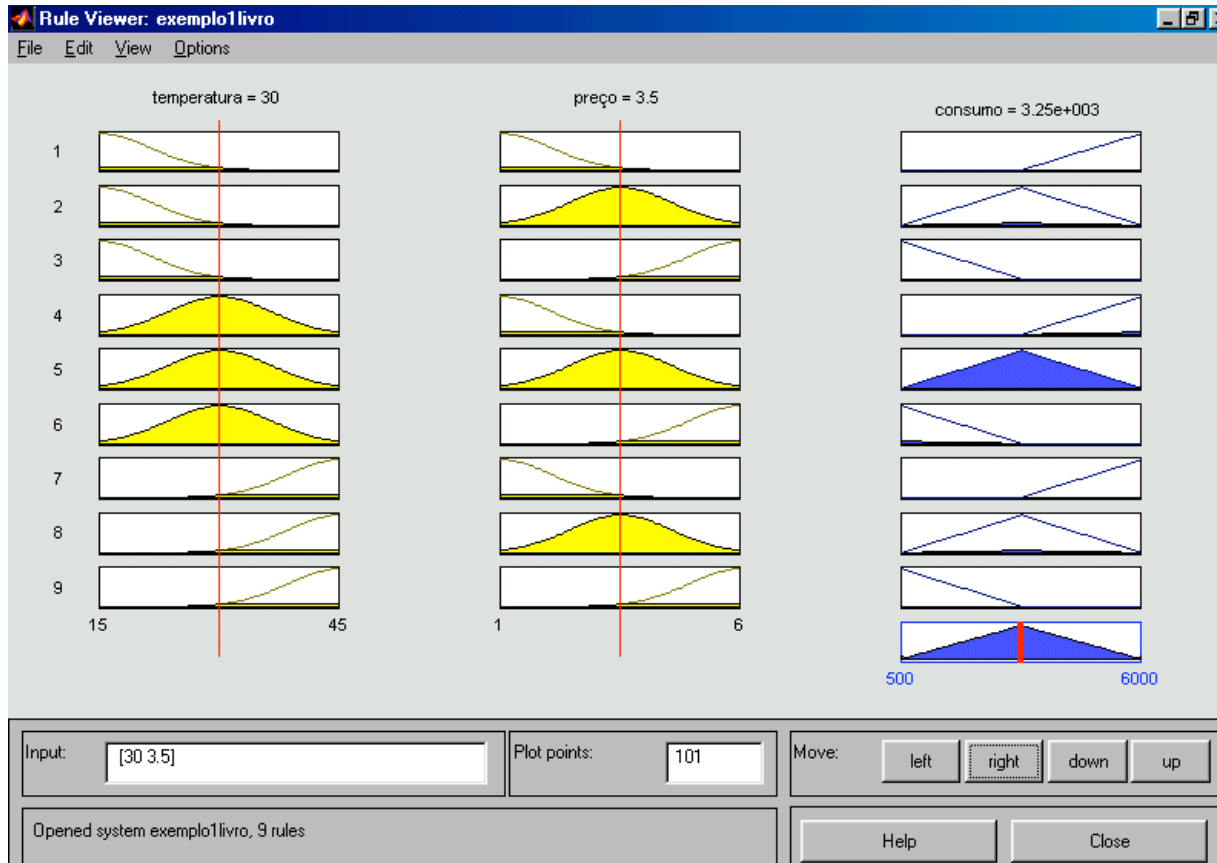 Rule Viewer: exemplo1livro
File Edit View Options
temperatura = 30
preço = 3.5
consumo = 3.25e+003
1
2
3
4
5
6
7
8
9
15 45
1 6
500 6000
Input: [30 3.5]
Plot points: 101
Move: left right down up
Opened system exemplo1livro, 9 rules
Help Close